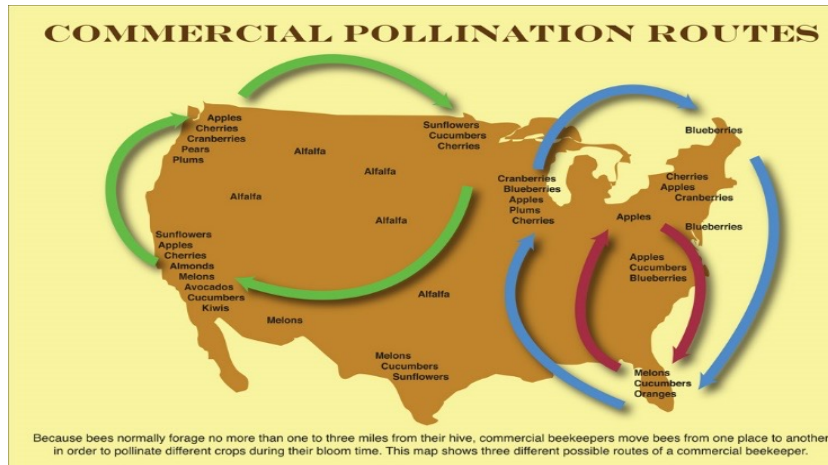 COMMERCIAL POLLINATION ROUTES
Apples
Cherries
Cranberries
Pears
Plums
Alfalfa
Alfalfa
Alfalfa
Alfalfa
Alfalfa
Sunflowers
Cucumbers
Cherries
Cranberries
Blueberries
Apples
Plums
Cherries
Blueberries
Cherries
Apples
Cranberries
Apples
Blueberries
Apples
Cucumbers
Blueberries
Sunflowers
Apples
Cherries
Almonda
Melons
Avocados
Cucumbers
Kiwis
Melons
Melons
Cucumbers
Sunflowers
Melons
Cucumbers
Oranges
Because bees normally forage no more than one to three miles from their hive, commercial beekeepers move bees from one place to another
in order to pollinate different crops during their bloom time. This map shows three different possible routes of a commercial beekeeper.